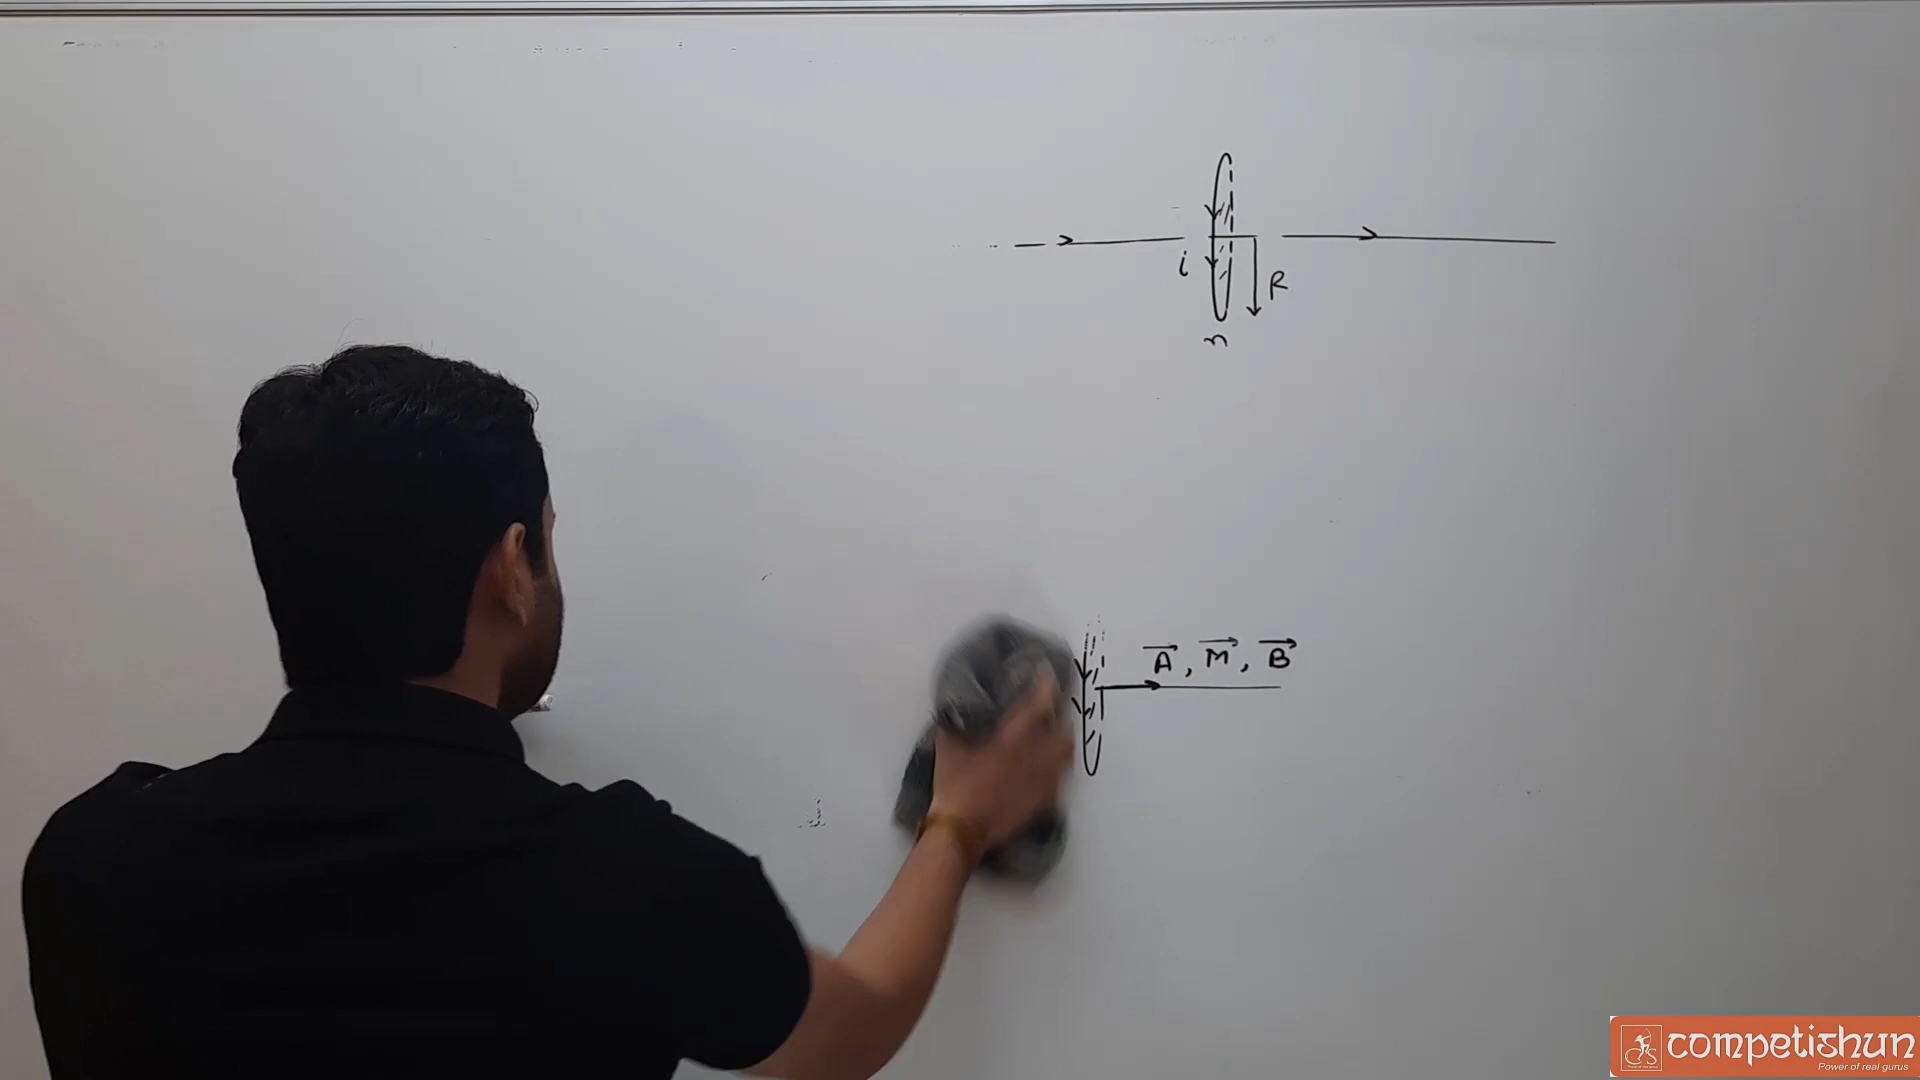 i
R
n
A, M, B
competishun
Power of real gurus